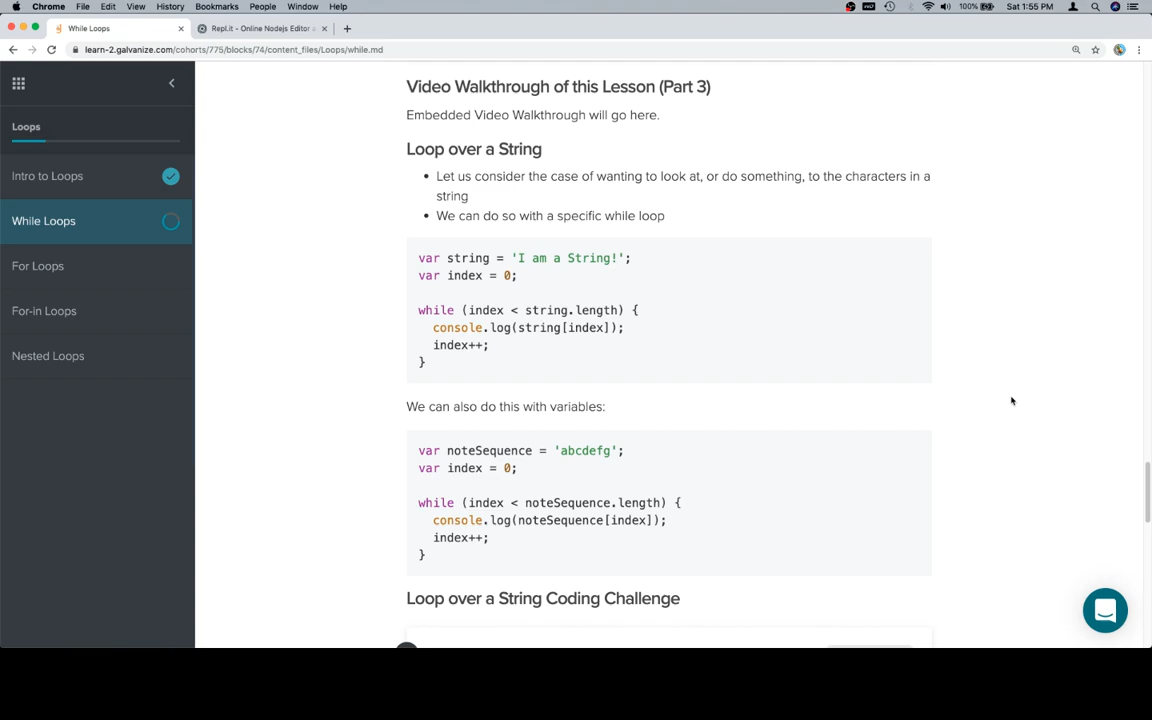 Chrome File Edit View History Bookmarks People Window Help
100% Sat 1:55 PM
While Loops
Repl.it - Online Nodejs Editor
learn-2.galvanize.com/cohorts/775/blocks/74/content_files/Loops/while.md
Loops
Intro to Loops
While Loops
For Loops
For-in Loops
Nested Loops
Video Walkthrough of this Lesson (Part 3)
Embedded Video Walkthrough will go here.
Loop over a String
Let us consider the case of wanting to look at, or do something, to the characters in a
string
We can do so with a specific while loop
var string = 'I am a String!';
var index = 0;
while (index < string.length) {
console.log(string[index]);
index++;
}
We can also do this with variables:
var noteSequence = 'abcdefg';
var index = 0;
while (index < noteSequence.length) {
console.log(noteSequence[index]);
index++;
}
Loop over a String Coding Challenge